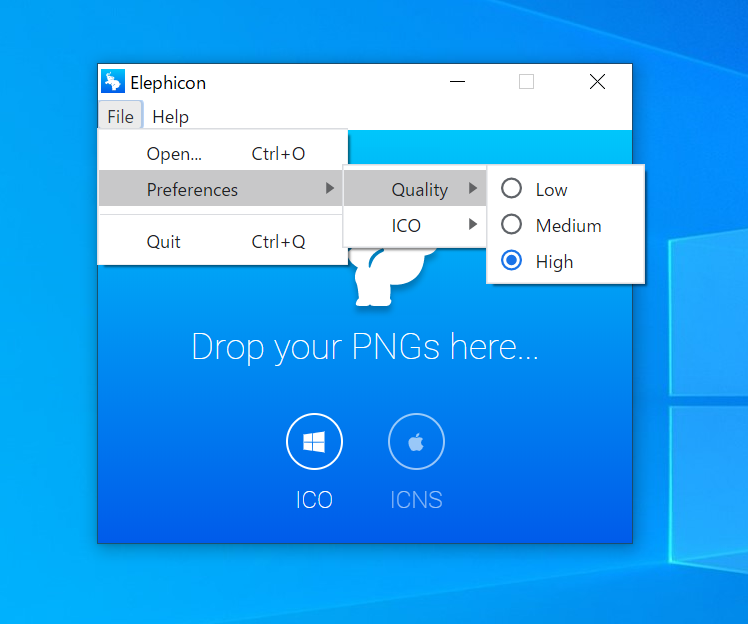 Elephicon
File Help
Open... Ctrl+O
Preferences
Quit Ctrl+Q
Quality
ICO
Low
Medium
High
Drop your PNGs here...
ICO ICNS